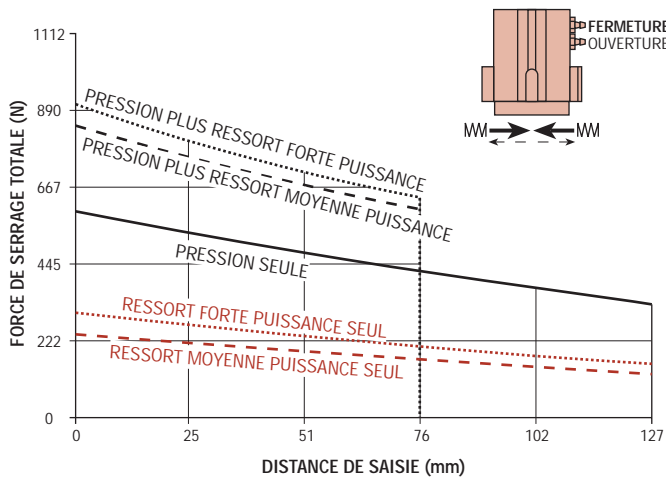 FERMETURE
OUVERTURE
FORCE DE SERRAGE TOTALE (N)
1112
890
667
445
222
0
PRESSION PLUS RESSORT FORTE PUISSANCE
PRESSION PLUS RESSORT MOYENNE PUISSANCE
PRESSION SEULE
RESSORT FORTE PUISSANCE SEUL
RESSORT MOYENNE PUISSANCE SEUL
0 25 51 76 102 127
DISTANCE DE SAISIE (mm)